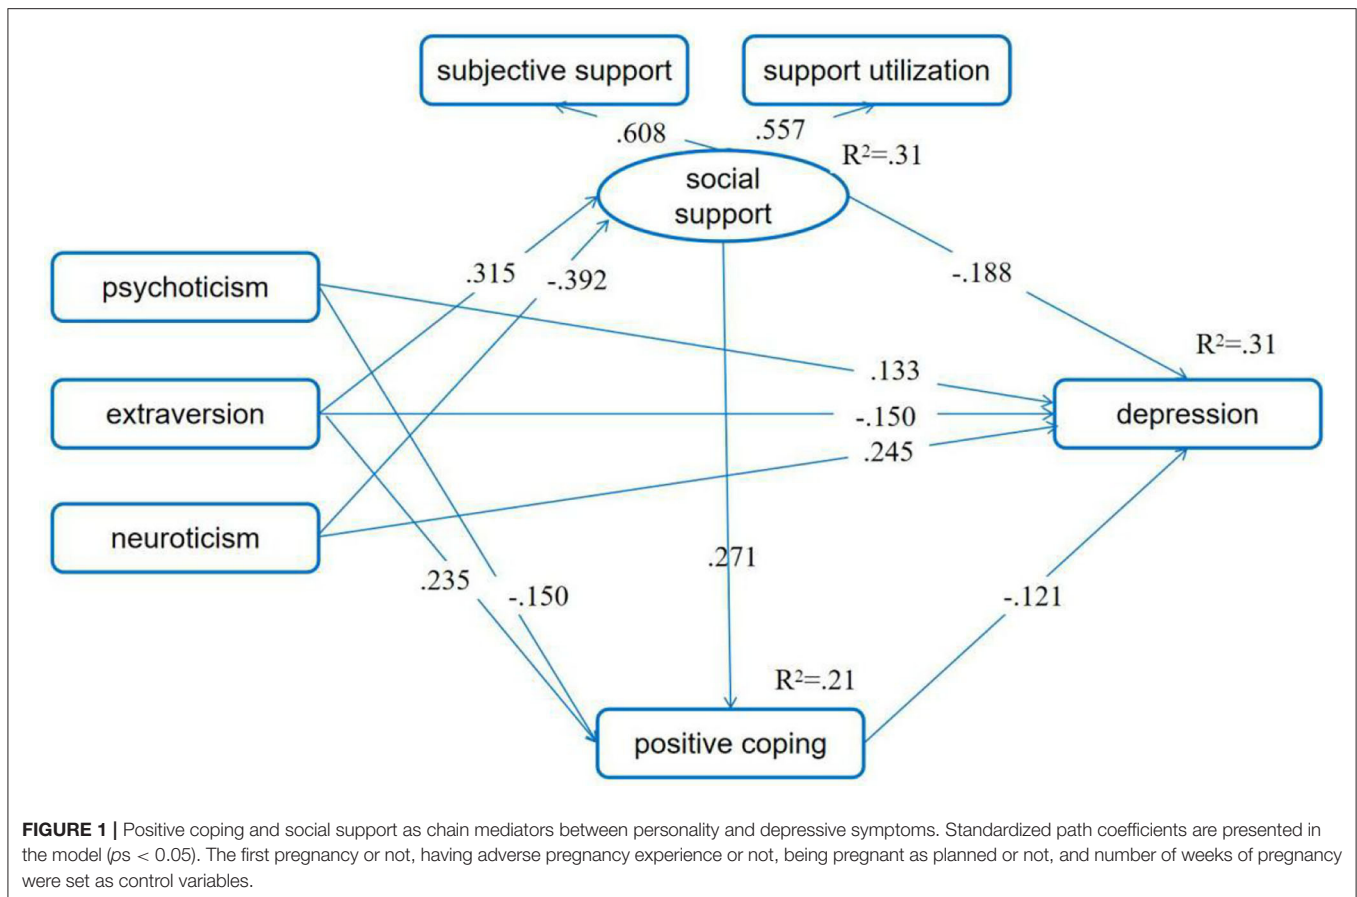 subjective support
support utilization
.608
.557
R²=.31
social
support
.315
-.392
-.188
psychoticism
R²=.31
.133
extraversion
-.150
depression
.245
neuroticism
.271
.235
-.150
-.121
R²=.21
positive coping
FIGURE 1 | Positive coping and social support as chain mediators between personality and depressive symptoms. Standardized path coefficients are presented in
the model (ps < 0.05). The first pregnancy or not, having adverse pregnancy experience or not, being pregnant as planned or not, and number of weeks of pregnancy
were set as control variables.